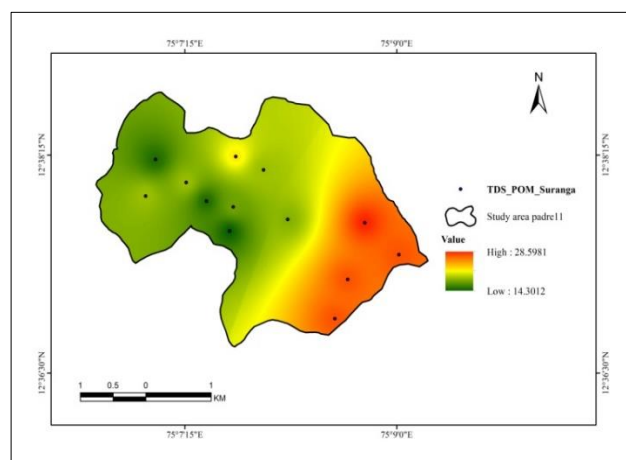 75°7'15"E
75°9'0"E
N
12°38'15"N
12°38'15"N
TDS_POM_Suranga
Study area padre11
Value
High : 28.5981
Low : 14.3012
12°36'30"N
12°36'30"N
1 0.5 0 1
KM
75°7'15"E
75°9'0"E